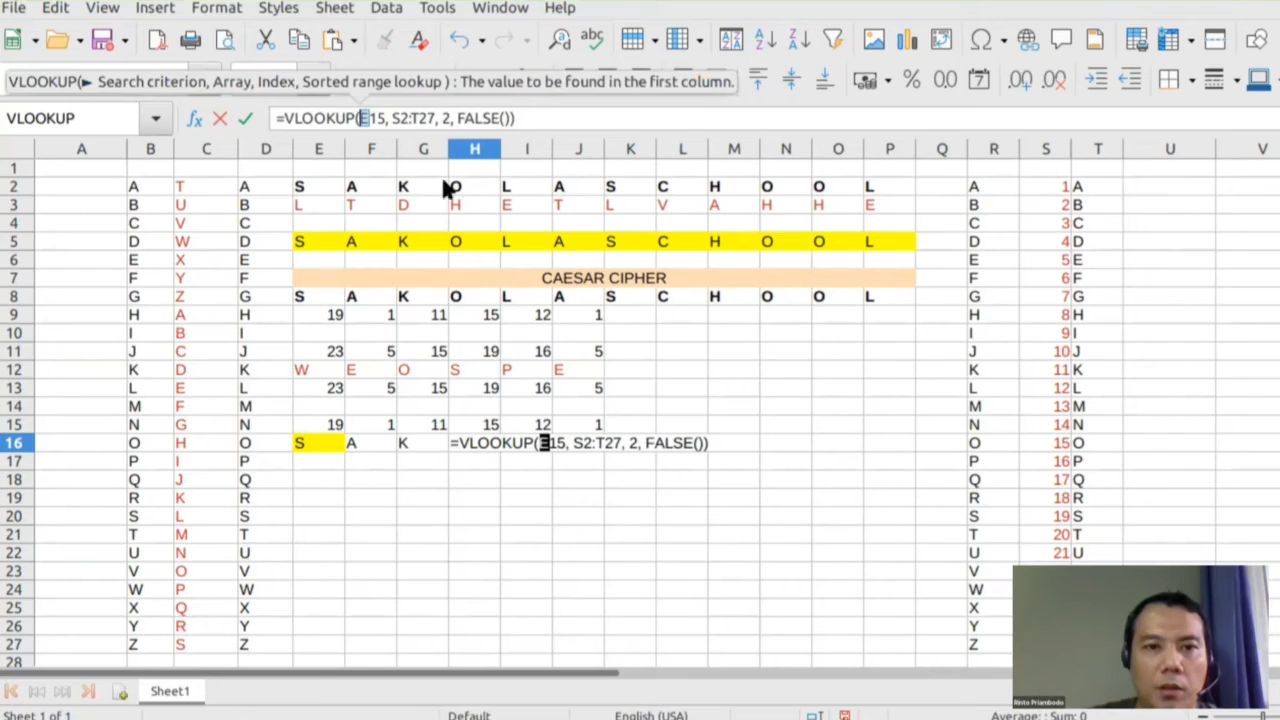 File Edit View Insert Format Styles Sheet Data Tools Window Help
VLOOKUP(► Search criterion, Array, Index, Sorted range lookup ) : The value to be found in the first column.
VLOOKUP =VLOOKUP(E15, S2:T27, 2, FALSE())
A B C D E F G H I J K L M N O P Q R S T U V
1
2 A T A S A K O L A S C H O O L A 1 A
3 B U B L T D H E T L V A H H E B 2 B
4 C V C C 3 C
5 D W D S A K O L A S C H O O L D 4 D
6 E X E E 5 E
7 F Y F CAESAR CIPHER F 6 F
8 G Z G S A K O L A S C H O O L G 7 G
9 H A H 19 1 11 15 12 1 H 8 H
10 I B I I 9 I
11 J C J 23 5 15 19 16 5 J 10 J
12 K D K W E O S P E K 11 K
13 L E L 23 5 15 19 16 5 L 12 L
14 M F M M 13 M
15 N G N 19 1 11 15 12 1 N 14 N
16 O H O S A K =VLOOKUP(E15, S2:T27, 2, FALSE()) O 15 O
17 P I P P 16 P
18 Q J Q Q 17 Q
19 R K R R 18 R
20 S L S S 19 S
21 T M T T 20 T
22 U N U U 21 U
23 V O V V
24 W P W W
25 X Q X X
26 Y R Y Y
27 Z S Z Z
28
Rinto Priambodo
Sheet1
Sheet 1 of 1 Default English (USA) Average: ; Sum: 0